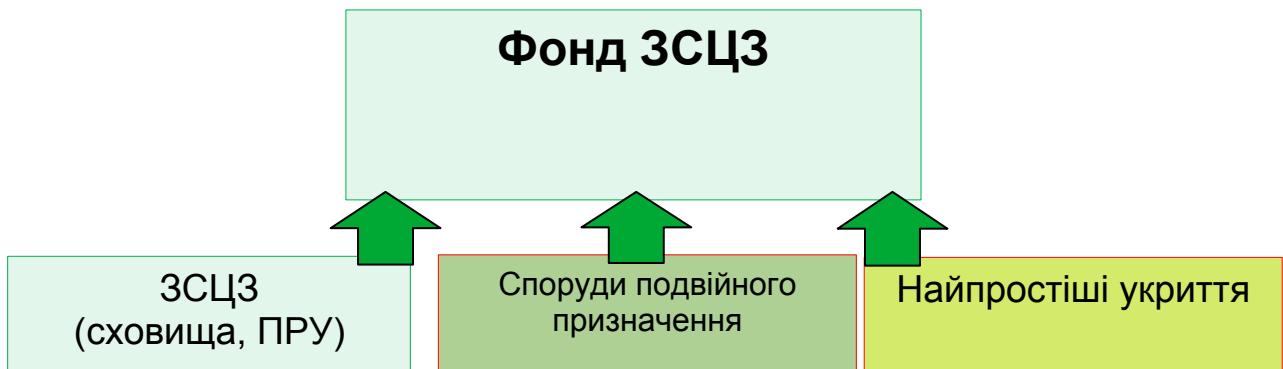 Фонд ЗСЦЗ
ЗСЦЗ
(сховища, ПРУ)
Споруди подвійного
призначення
Найпростіші укриття